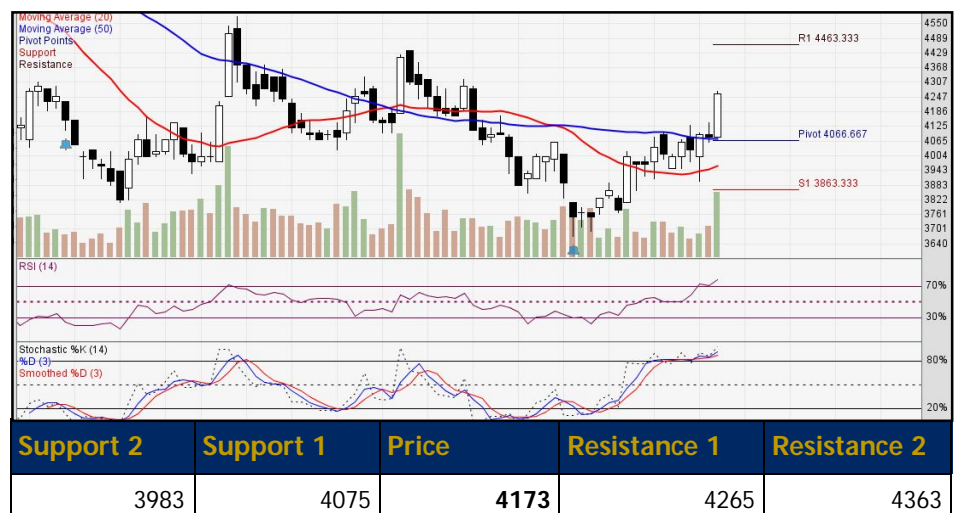 Moving Average (20)
Moving Average (50)
Pivot Points
Support
Resistance
R1 4463.333
Pivot 4066.667
S1 3863.333
4550
4489
4429
4368
4307
4247
4186
4125
4065
4004
3943
3883
3822
3761
3701
3640
RSI (14)
70%
30%
Stochastic %K (14)
%D (3)
Smoothed %D (3)
80%
20%
Support 2 Support 1 Price Resistance 1 Resistance 2
3983 4075 4173 4265 4363